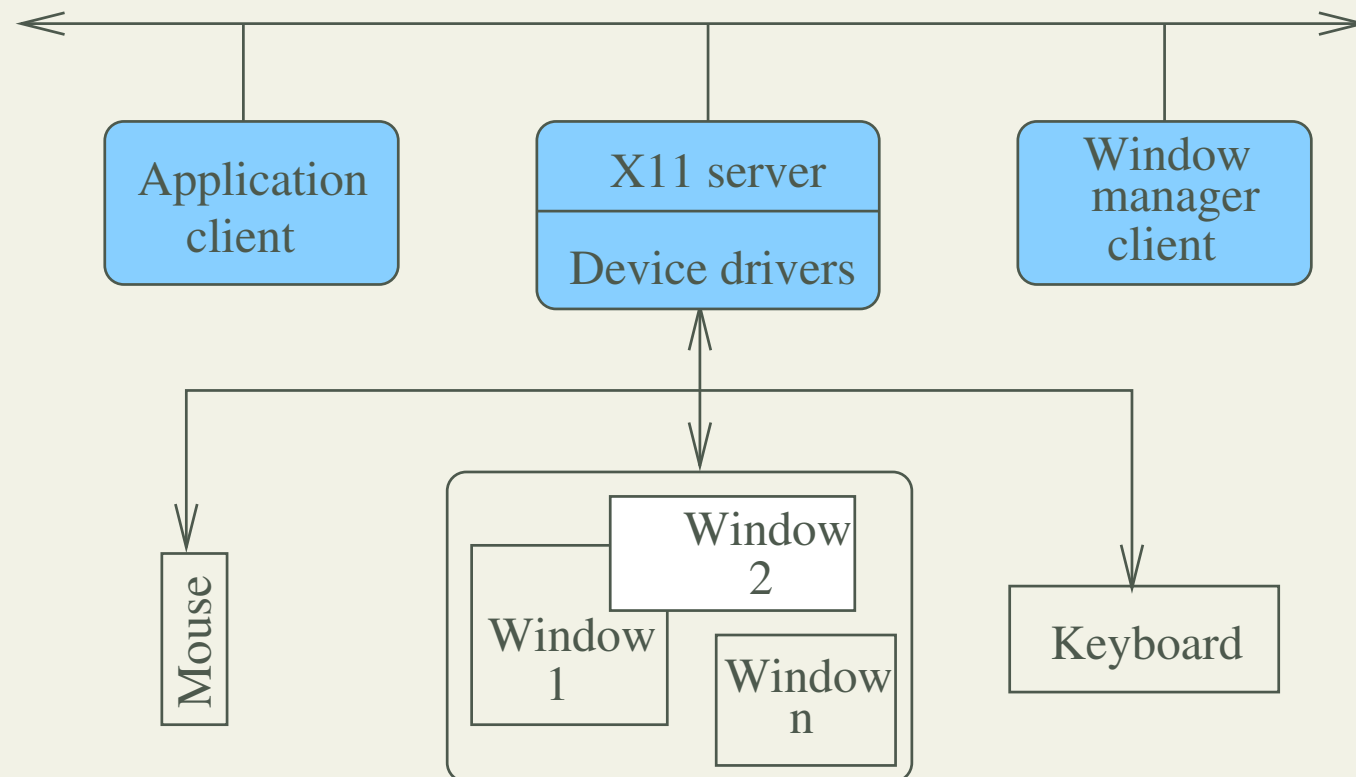 Application
client
X11 server
Device drivers
Window
manager
client
Mouse
Window
1
Window
2
Window
n
Keyboard